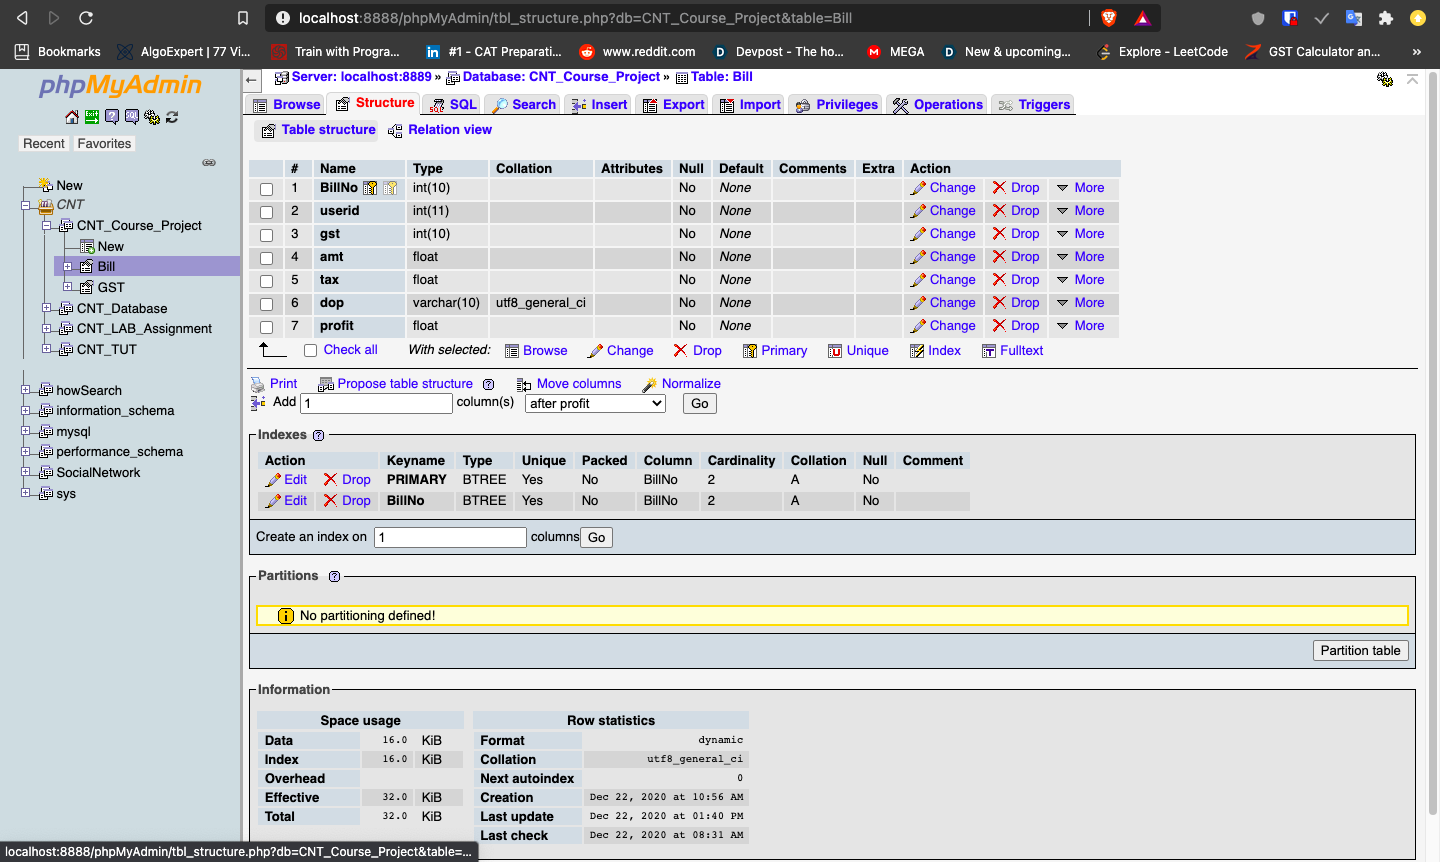 localhost:8888/phpMyAdmin/tbl_structure.php?db=CNT_Course_Project&table=Bill
Bookmarks AlgoExpert | 77 Vi... Train with Progra... #1 - CAT Preparati... www.reddit.com Devpost - The ho... MEGA New & upcoming... Explore - LeetCode GST Calculator an... »
phpMyAdmin
Recent Favorites
New
CNT
CNT_Course_Project
New
Bill
GST
CNT_Database
CNT_LAB_Assignment
CNT_TUT
howSearch
information_schema
mysql
performance_schema
SocialNetwork
sys
Server: localhost:8889 » Database: CNT_Course_Project » Table: Bill
Browse Structure SQL Search Insert Export Import Privileges Operations Triggers
Table structure Relation view
# Name Type Collation Attributes Null Default Comments Extra Action
1 BillNo int(10) No None Change Drop More
2 userid int(11) No None Change Drop More
3 gst int(10) No None Change Drop More
4 amt float No None Change Drop More
5 tax float No None Change Drop More
6 dop varchar(10) utf8_general_ci No None Change Drop More
7 profit float No None Change Drop More
Check all With selected: Browse Change Drop Primary Unique Index Fulltext
Print Propose table structure Move columns Normalize
Add 1 column(s) after profit Go
Indexes
Action Keyname Type Unique Packed Column Cardinality Collation Null Comment
Edit Drop PRIMARY BTREE Yes No BillNo 2 A No
Edit Drop BillNo BTREE Yes No BillNo 2 A No
Create an index on 1 columns Go
Partitions
No partitioning defined!
Partition table
Information
Space usage
Data 16.0 KiB
Index 16.0 KiB
Overhead
Effective 32.0 KiB
Total 32.0 KiB
Row statistics
Format dynamic
Collation utf8_general_ci
Next autoindex 0
Creation Dec 22, 2020 at 10:56 AM
Last update Dec 22, 2020 at 01:40 PM
Last check Dec 22, 2020 at 08:31 AM
localhost:8888/phpMyAdmin/tbl_structure.php?db=CNT_Course_Project&table=...